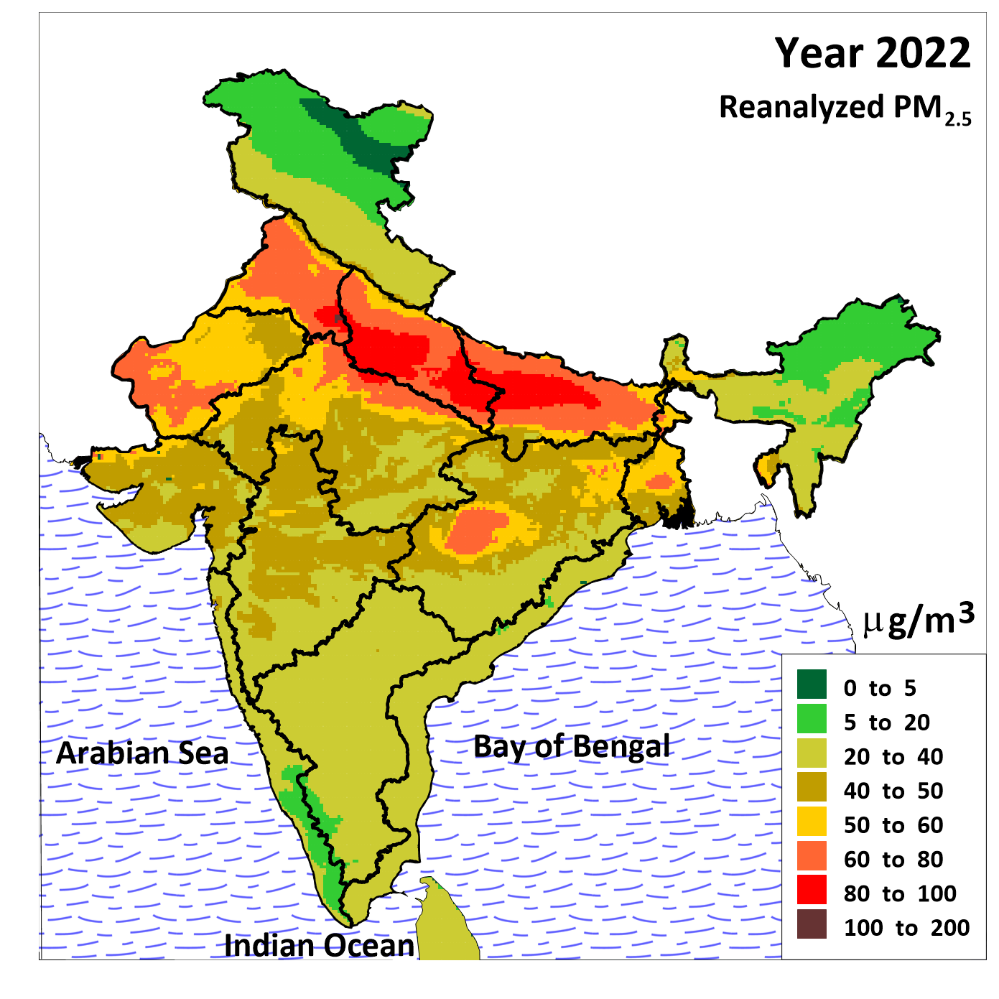 Year 2022
Reanalyzed PM2.5
μg/m3
0 to 5
5 to 20
20 to 40
40 to 50
50 to 60
60 to 80
80 to 100
100 to 200
Arabian Sea
Bay of Bengal
Indian Ocean